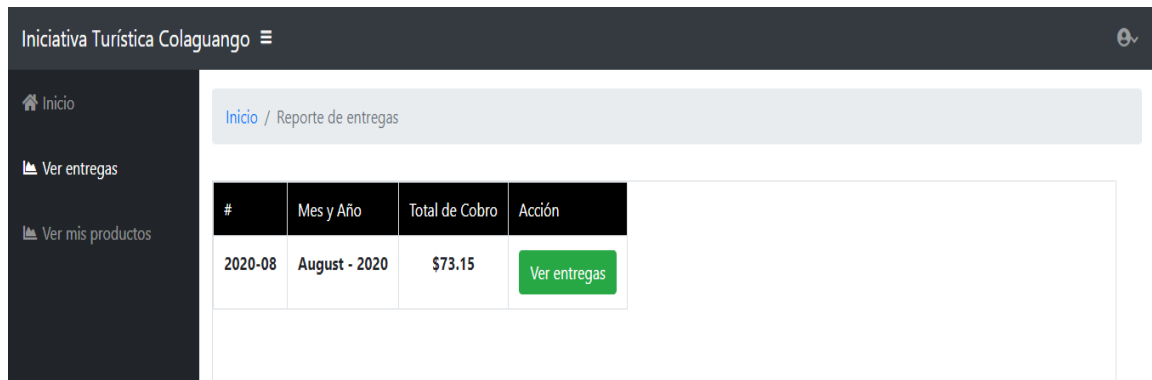 Iniciativa Turística Colaguango
Inicio
Ver entregas
Ver mis productos
Inicio / Reporte de entregas
# Mes y Año Total de Cobro Acción
2020-08 August - 2020 $73.15 Ver entregas